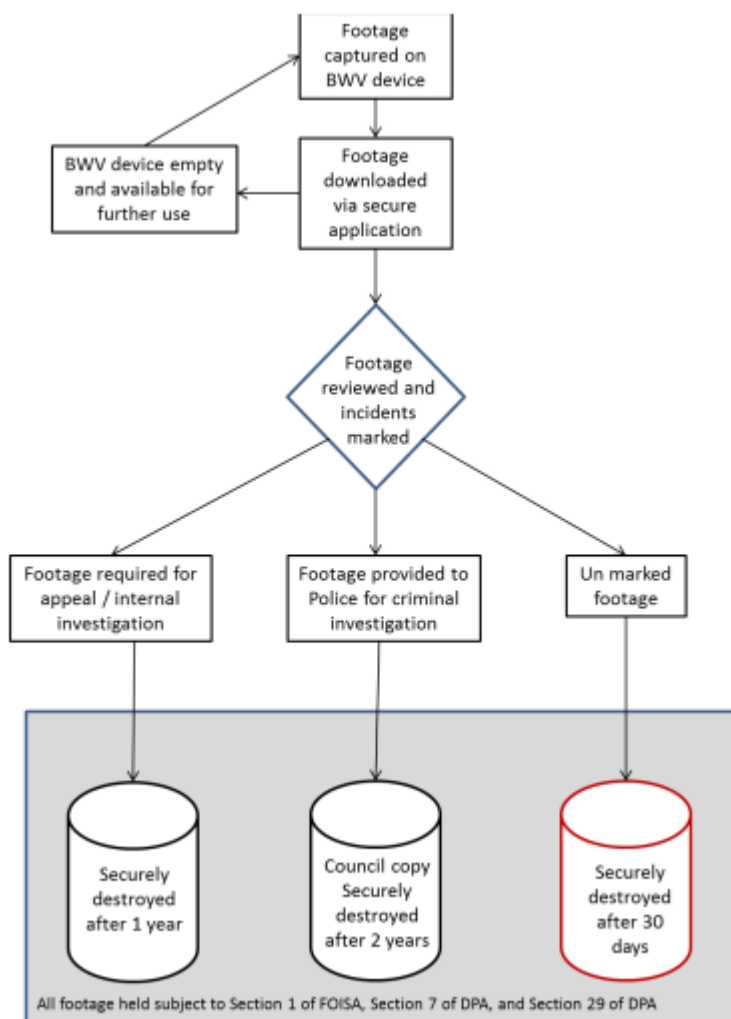 Footage
captured on
BWV device
BWV device empty
and available for
further use
Footage
downloaded
via secure
application
Footage
reviewed and
incidents
marked
Footage required for
appeal / internal
investigation
Footage provided to
Police for criminal
investigation
Un marked
footage
Securely
destroyed
after 1 year
Council copy
Securely
destroyed
after 2 years
Securely
destroyed
after 30
days
All footage held subject to Section 1 of FOISA, Section 7 of DPA, and Section 29 of DPA